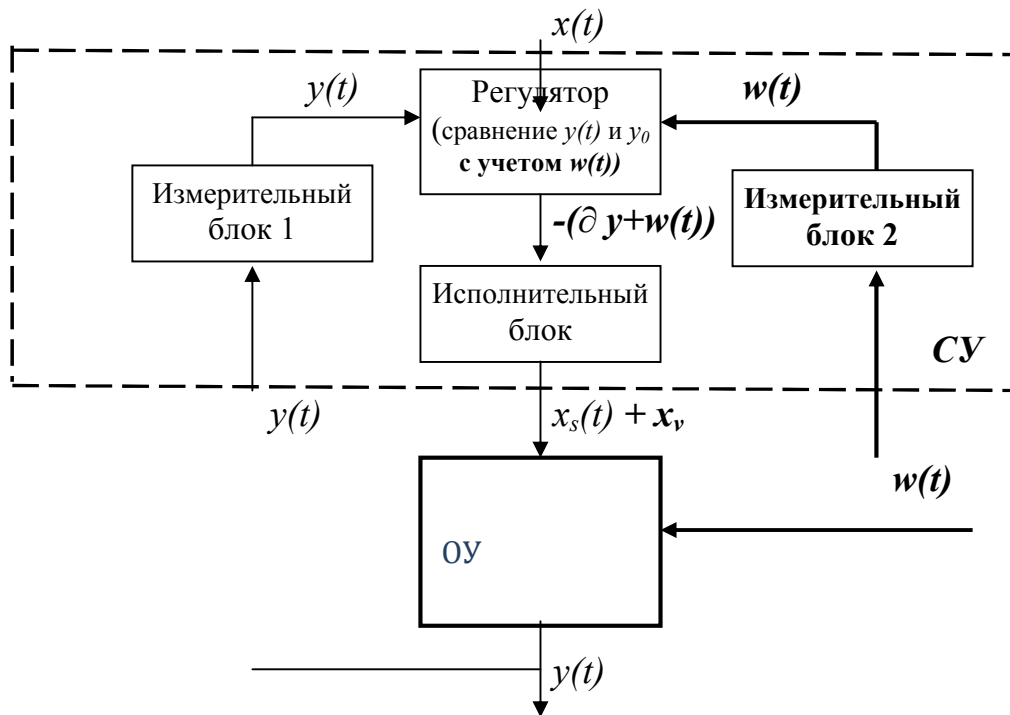 x(t)
y(t)
Регулятор
(сравнение y(t) и y₀
с учетом w(t))
w(t)
Измерительный
блок 1
Измерительный
блок 2
-(∂ y+w(t))
Исполнительный
блок
СУ
y(t)
xₛ(t) + xᵥ
w(t)
ОУ
y(t)